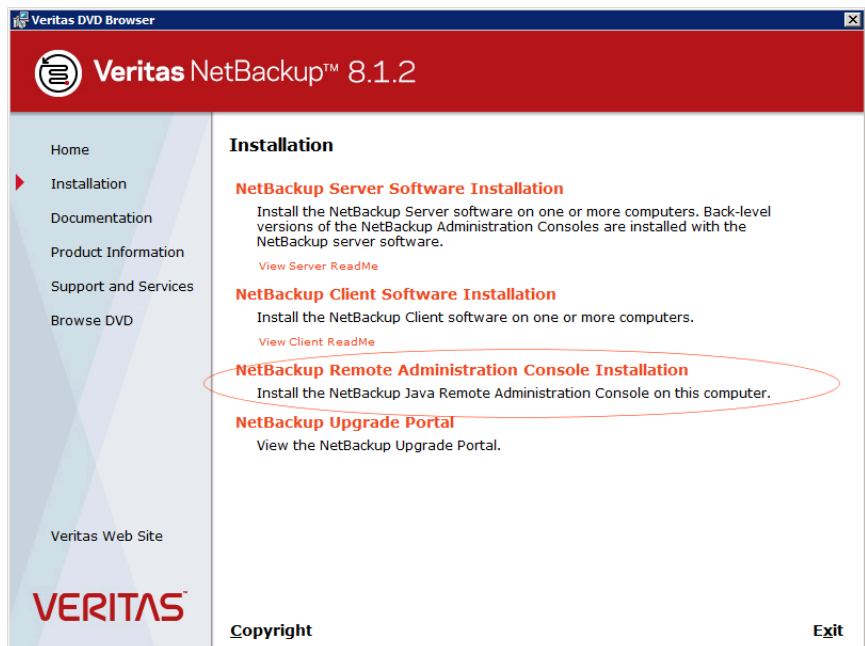 Veritas DVD Browser
Veritas NetBackup™ 8.1.2
Home
Installation
Documentation
Product Information
Support and Services
Browse DVD
Veritas Web Site
VERITAS™
Installation
NetBackup Server Software Installation
Install the NetBackup Server software on one or more computers. Back-level
versions of the NetBackup Administration Consoles are installed with the
NetBackup server software.
View Server ReadMe
NetBackup Client Software Installation
Install the NetBackup Client software on one or more computers.
View Client ReadMe
NetBackup Remote Administration Console Installation
Install the NetBackup Java Remote Administration Console on this computer.
NetBackup Upgrade Portal
View the NetBackup Upgrade Portal.
Copyright
Exit